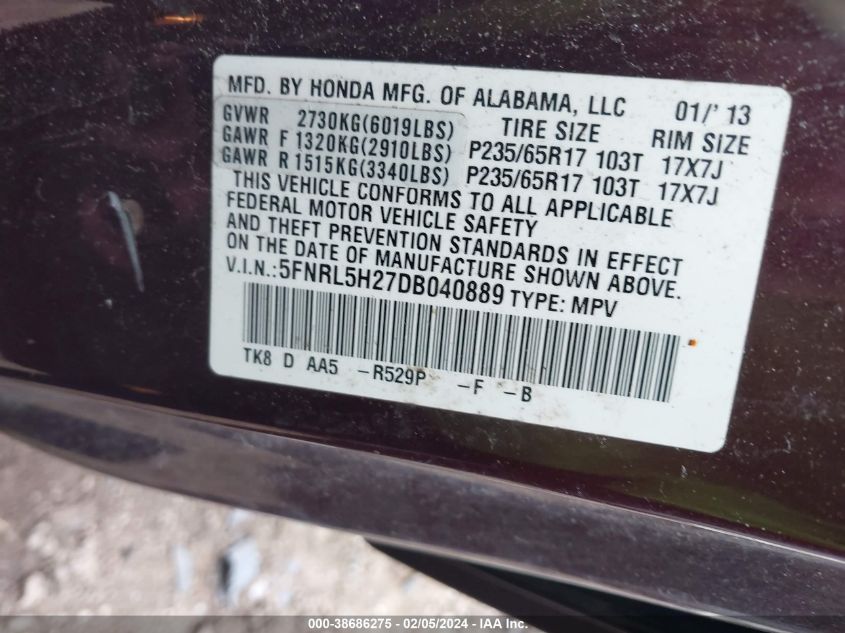 MFD. BY HONDA MFG. OF ALABAMA, LLC 01/'13
GVWR 2730KG(6019LBS) TIRE SIZE RIM SIZE
GAWR F 1320KG(2910LBS) P235/65R17 103T 17X7J
GAWR R 1515KG(3340LBS) P235/65R17 103T 17X7J
THIS VEHICLE CONFORMS TO ALL APPLICABLE
FEDERAL MOTOR VEHICLE SAFETY
AND THEFT PREVENTION STANDARDS IN EFFECT
ON THE DATE OF MANUFACTURE SHOWN ABOVE.
V.I.N.:5FNRL5H27DB040889 TYPE: MPV
TK8 D AA5 -R529P -F -B
000-38686275 - 02/05/2024 - IAA Inc.